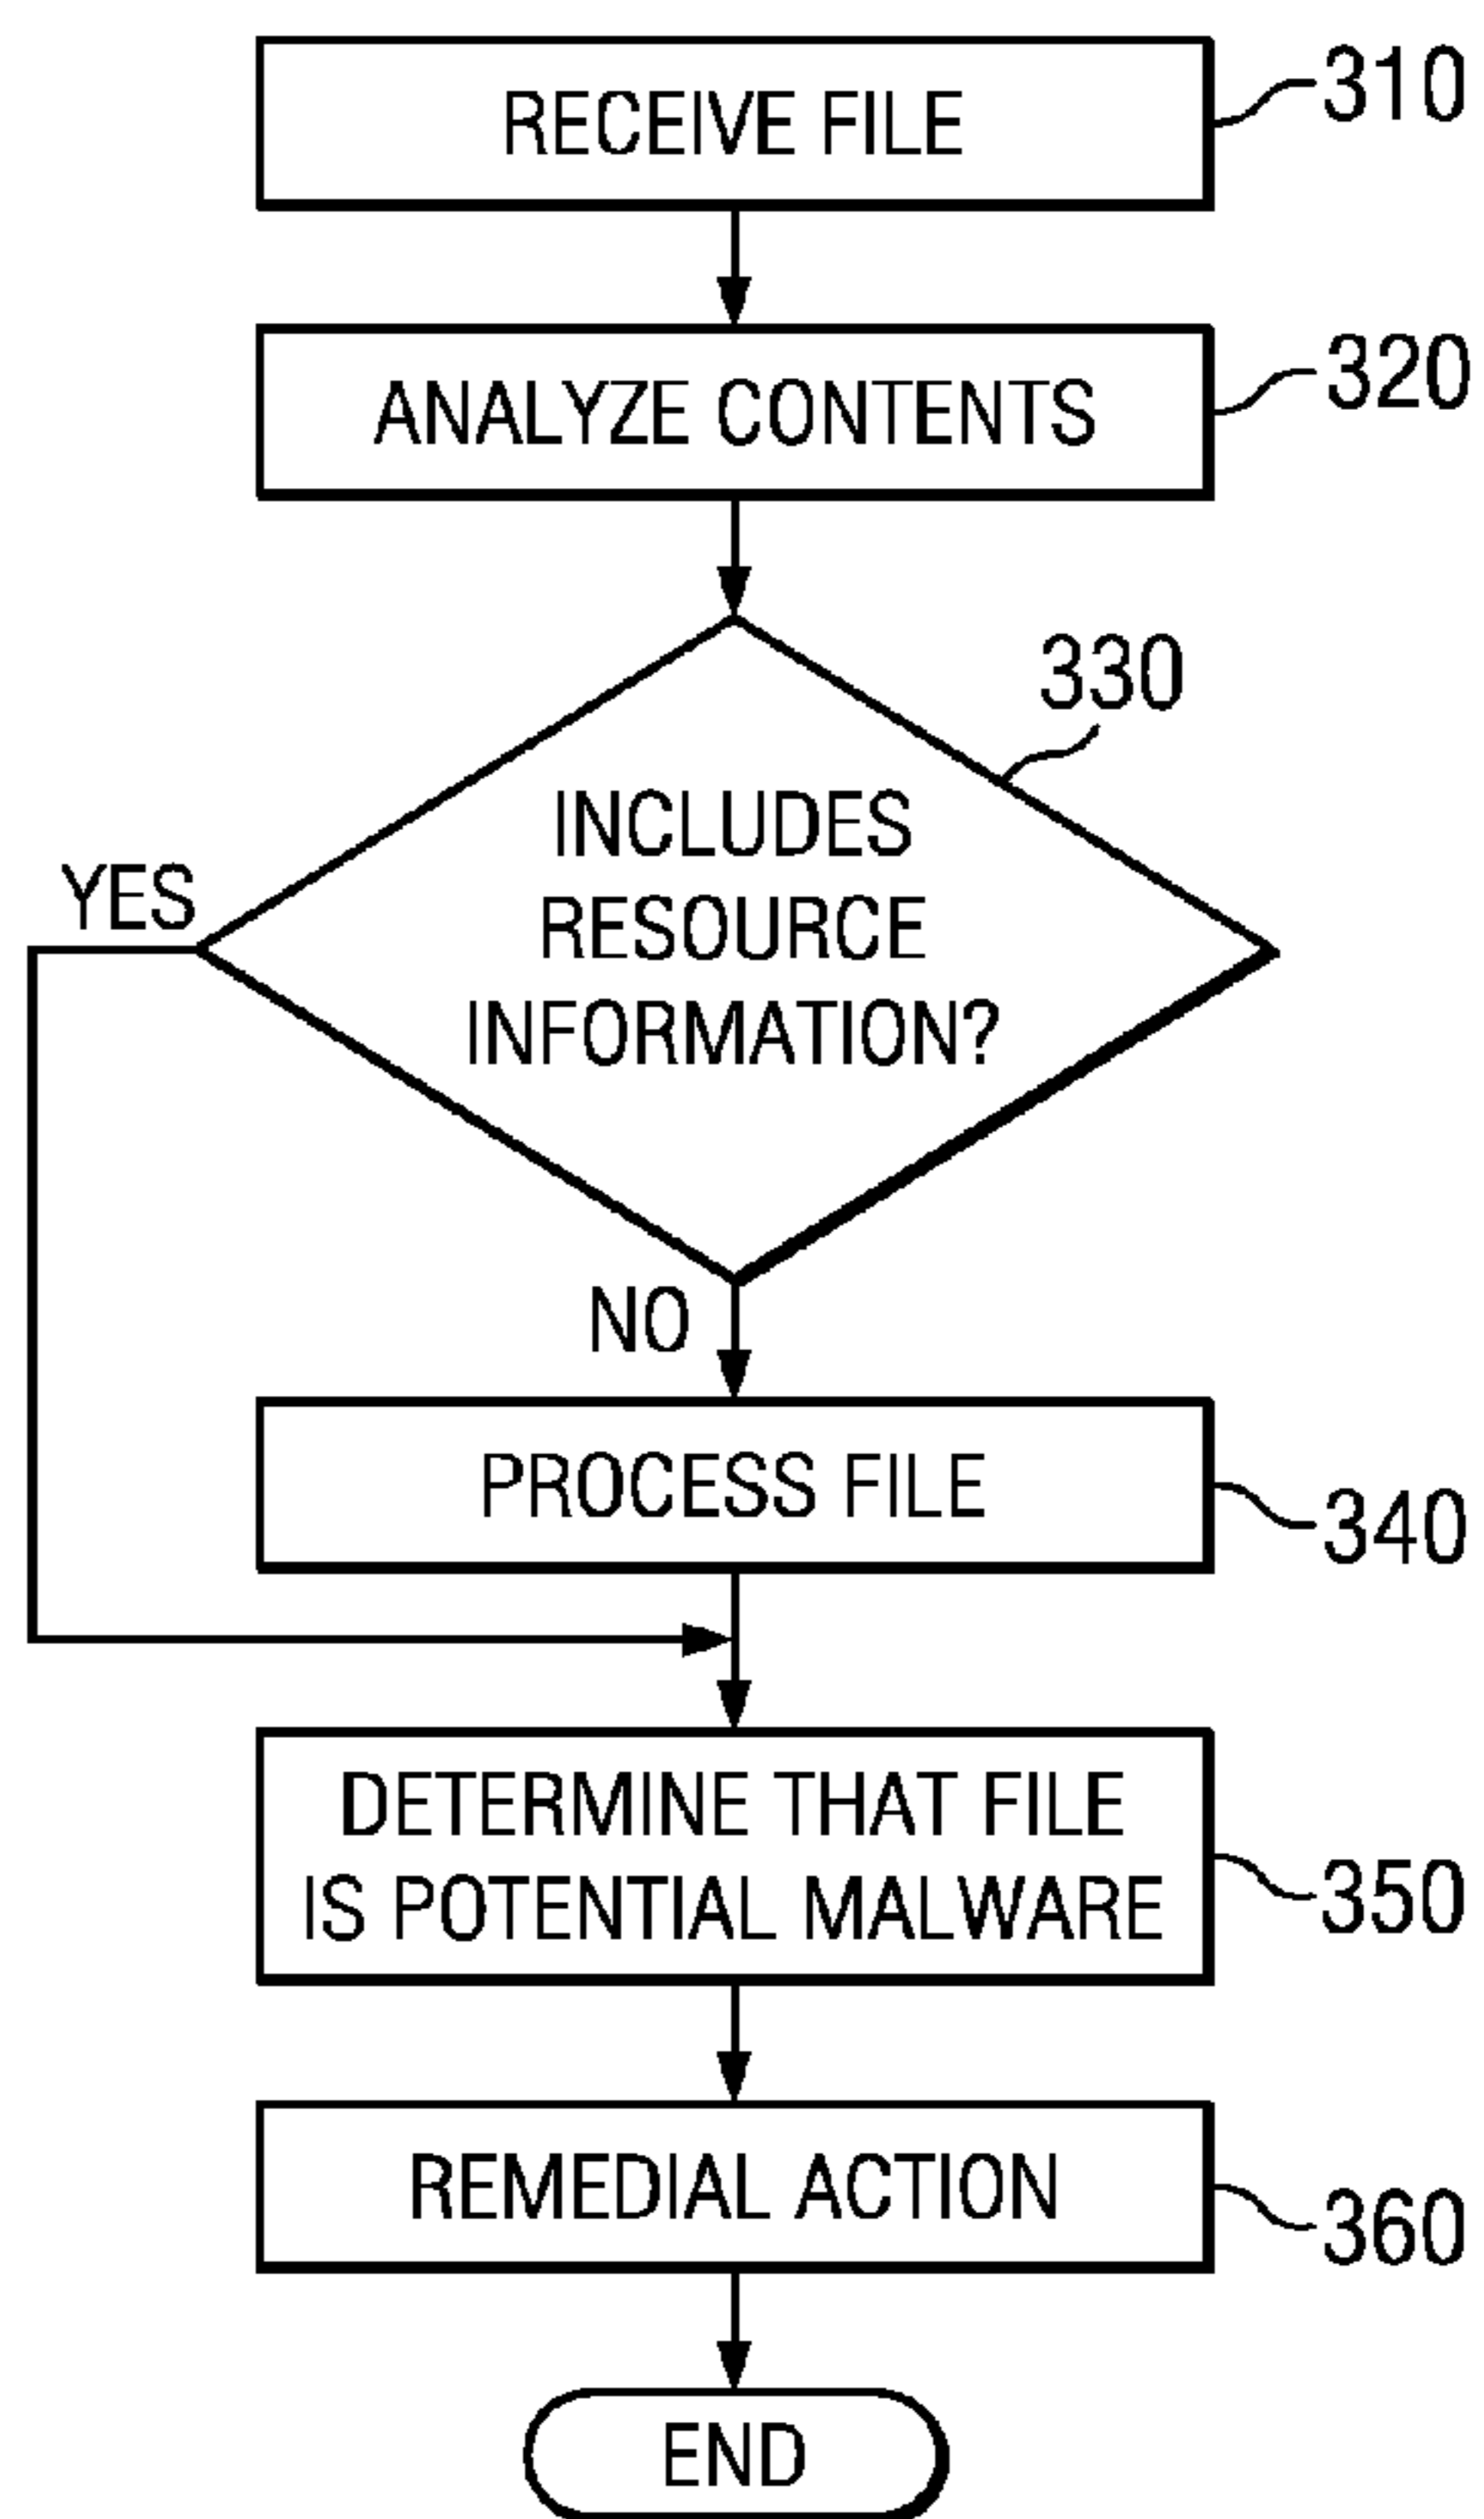 RECEIVE FILE
310
ANALYZE CONTENTS
320
330
INCLUDES
RESOURCE
INFORMATION?
YES
NO
PROCESS FILE
340
DETERMINE THAT FILE
IS POTENTIAL MALWARE
350
REMEDIAL ACTION
360
END